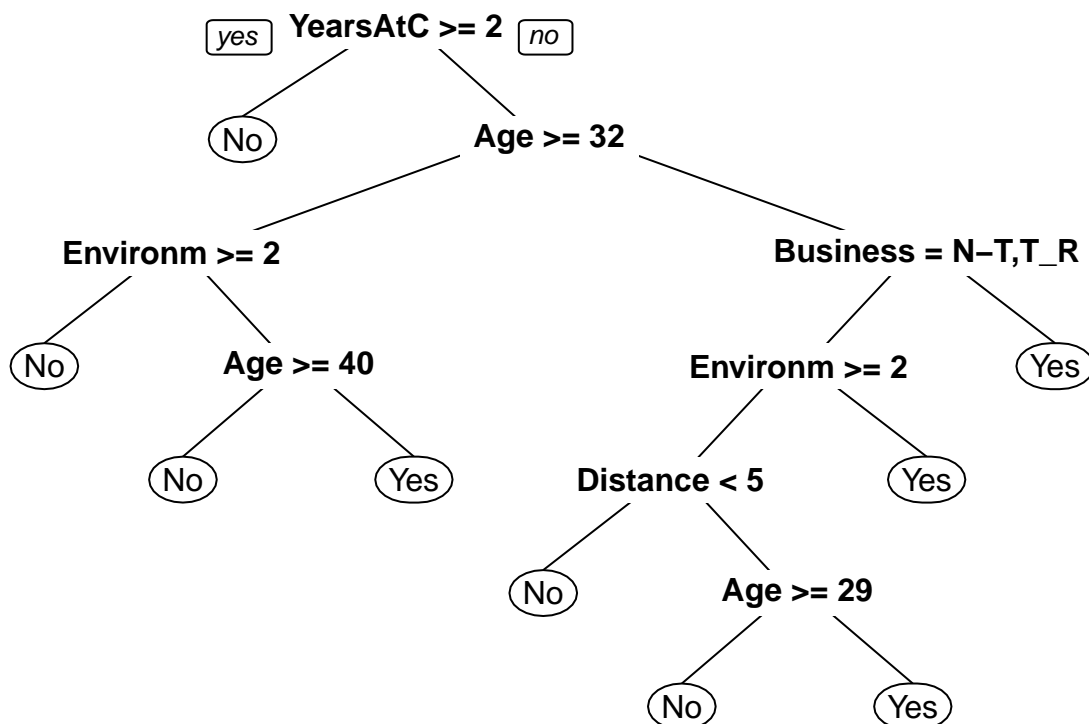 yes YearsAtC >= 2 no
No Age >= 32
Environm >= 2 Business = N−T,T_R
No Age >= 40 Environm >= 2 Yes
No Yes Distance < 5 Yes
No Age >= 29
No Yes